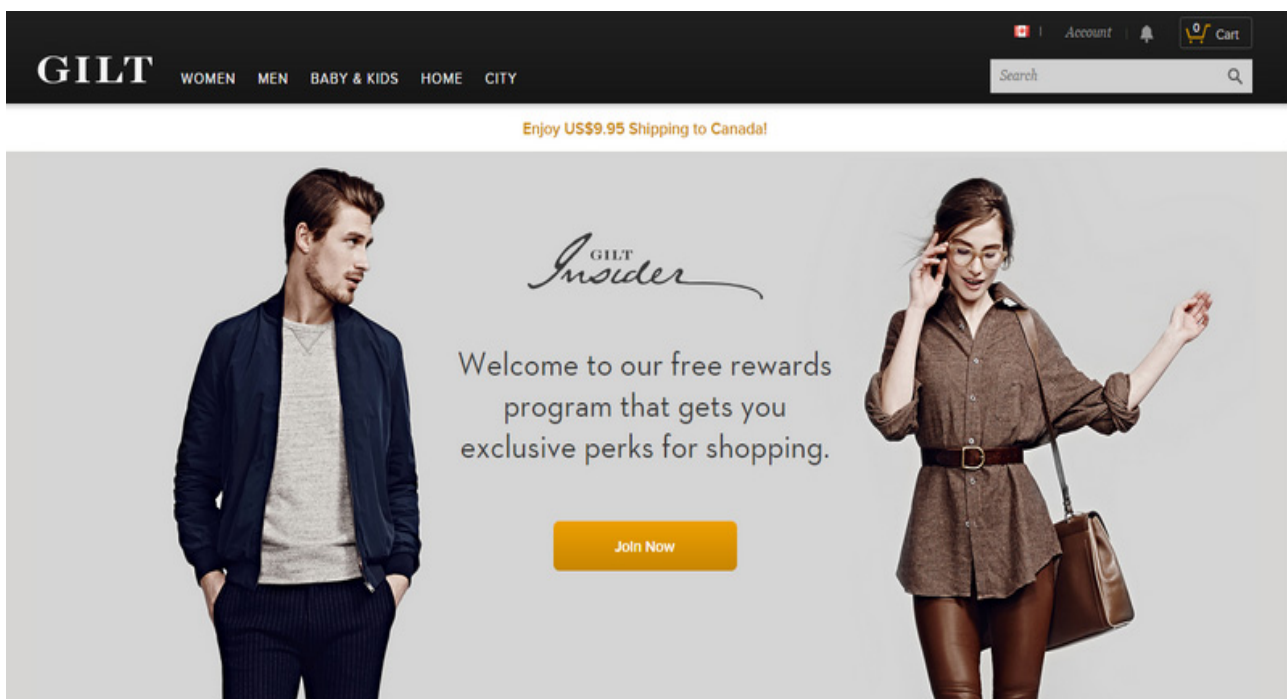 Account
0 Cart
GILT WOMEN MEN BABY & KIDS HOME CITY
Search
Enjoy US$9.95 Shipping to Canada!
GILT
Insider
Welcome to our free rewards
program that gets you
exclusive perks for shopping.
Join Now